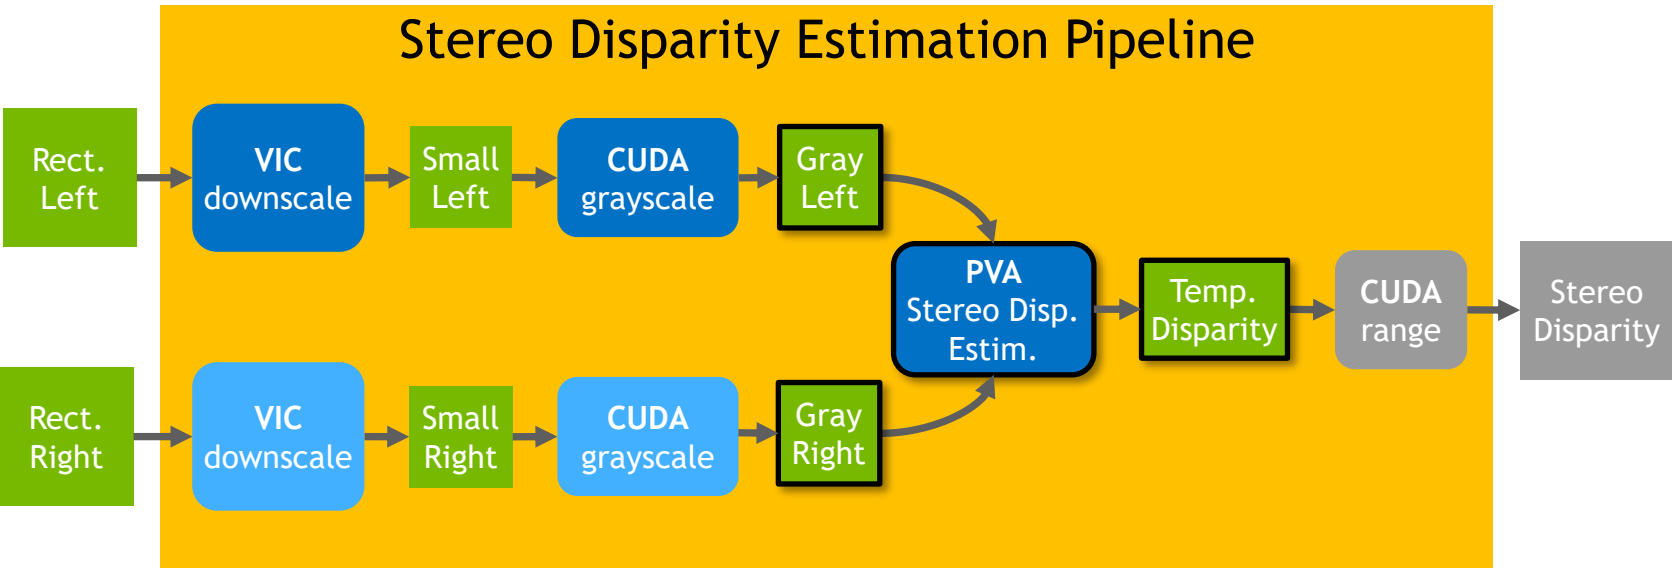 Stereo Disparity Estimation Pipeline
Rect.
Left
VIC
downscale
Small
Left
CUDA
grayscale
Gray
Left
PVA
Stereo Disp.
Estim.
Temp.
Disparity
CUDA
range
Stereo
Disparity
Rect.
Right
VIC
downscale
Small
Right
CUDA
grayscale
Gray
Right